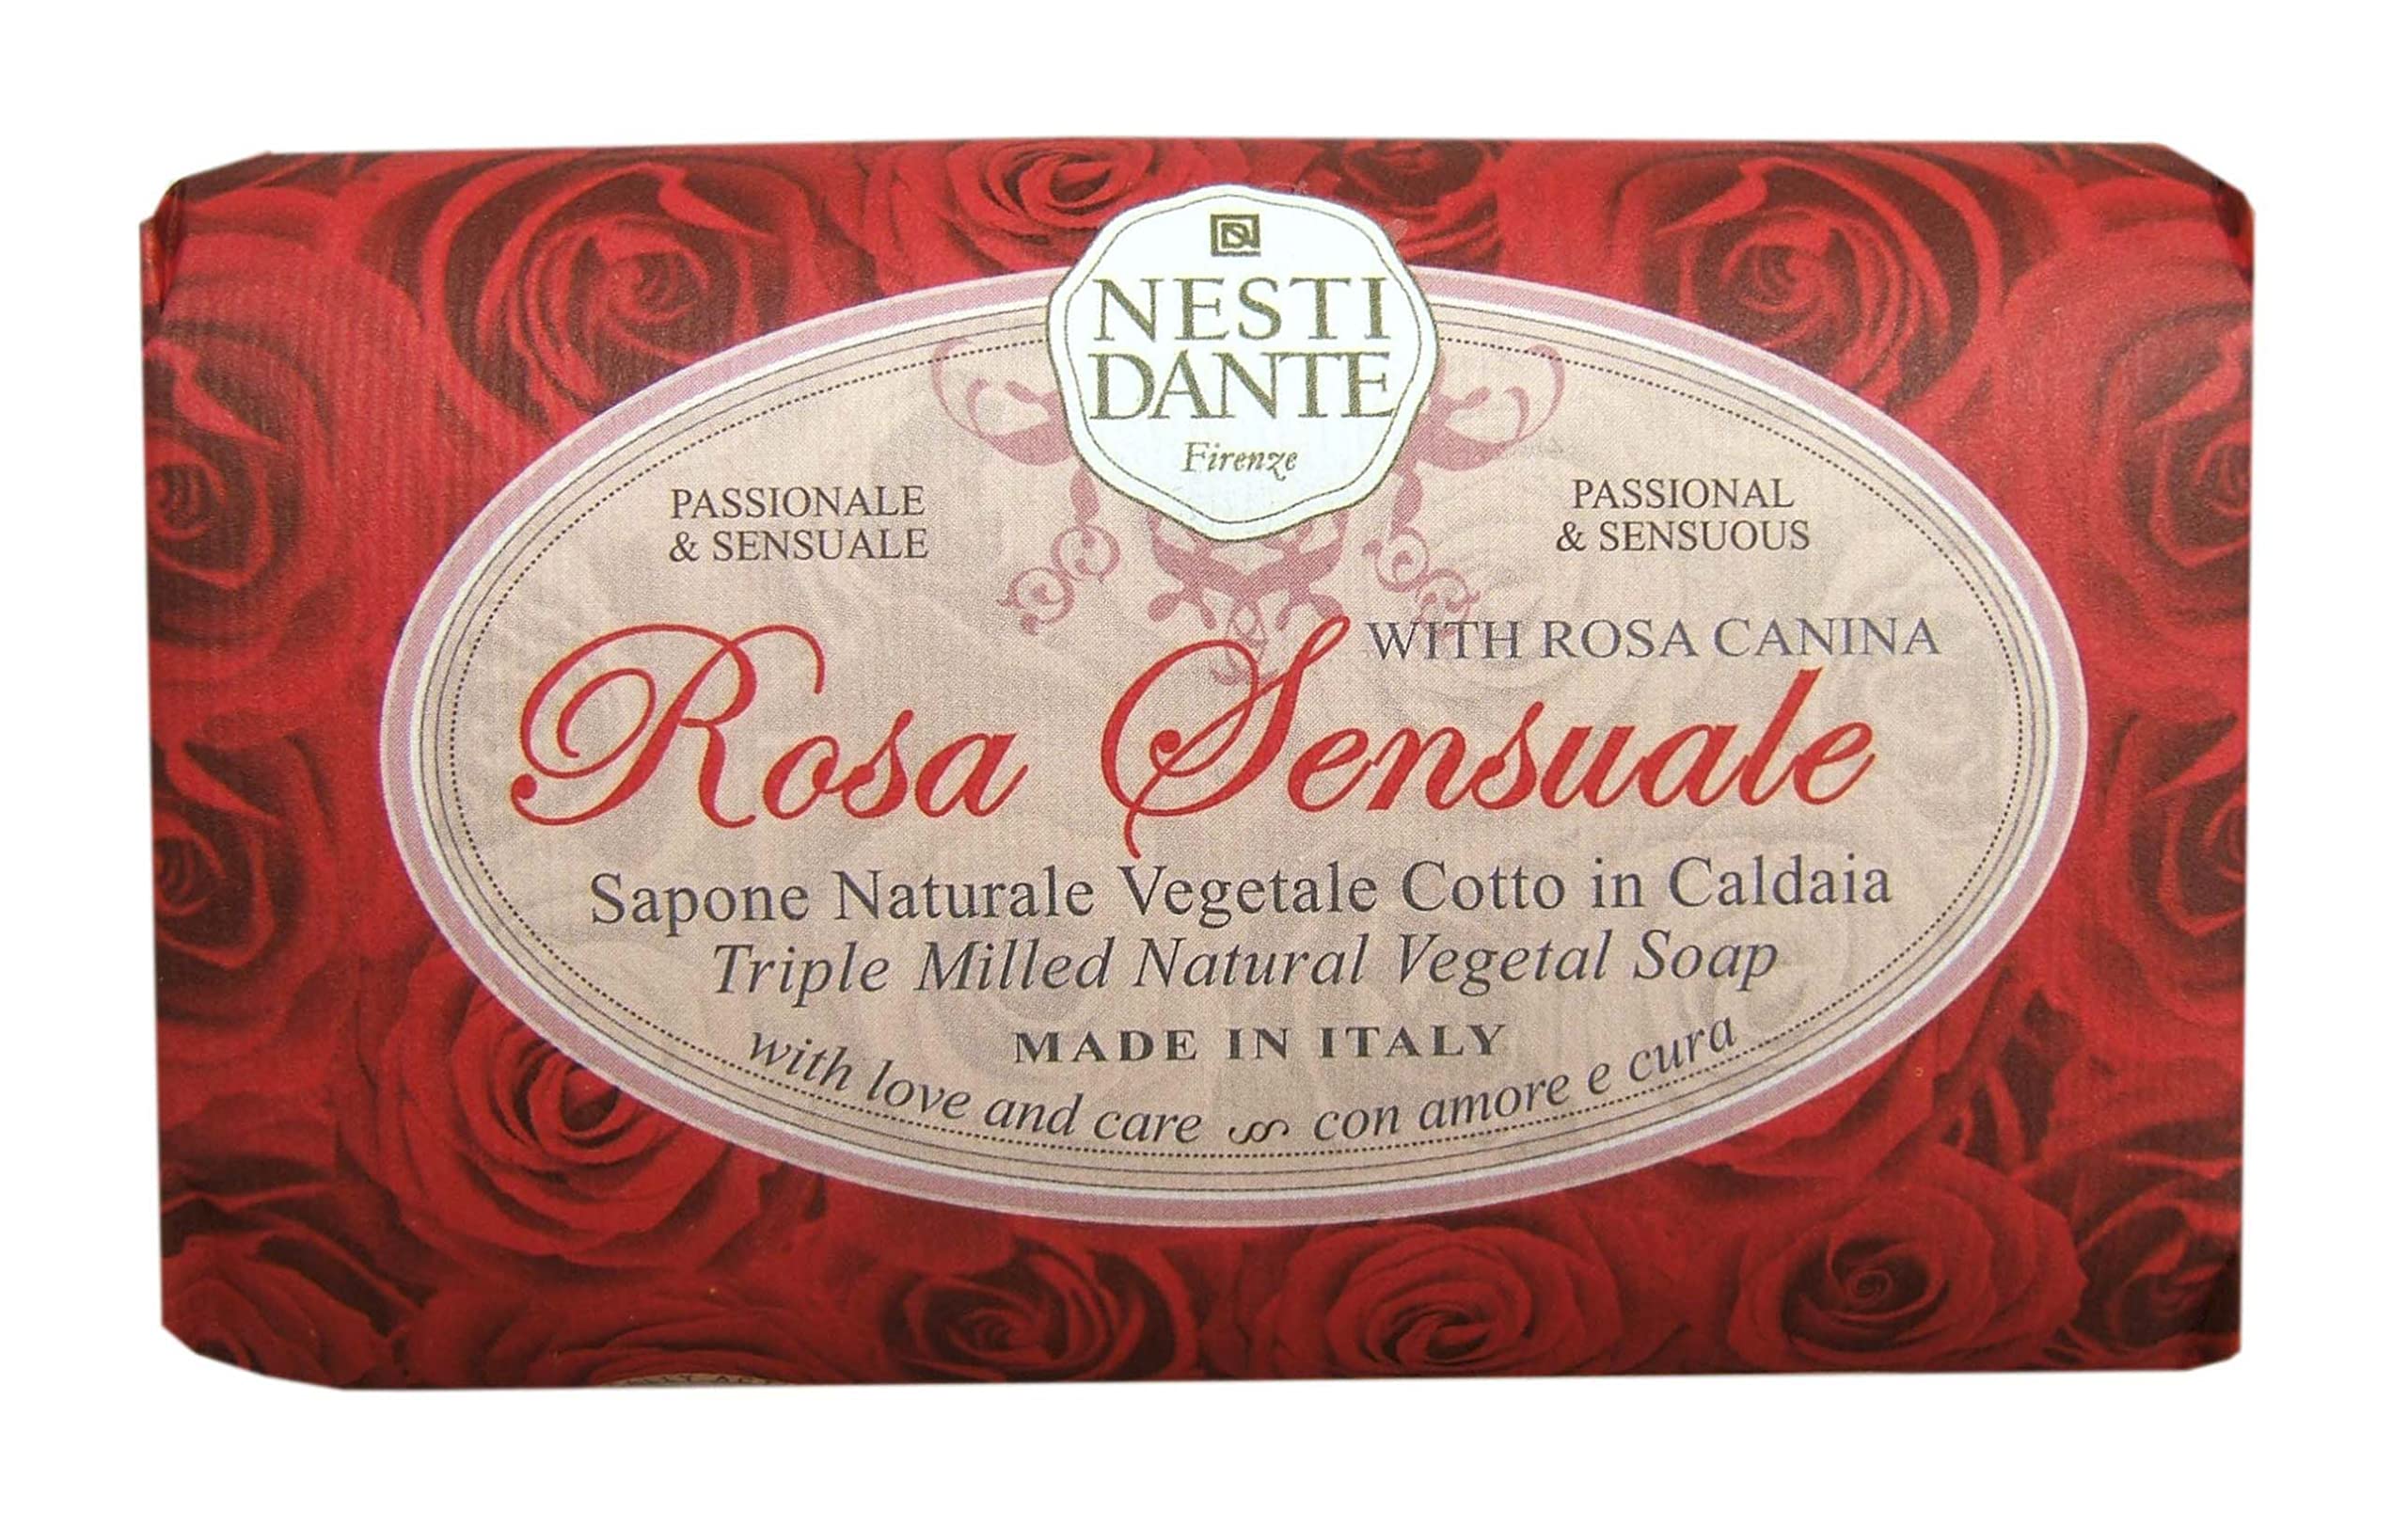 NESTI
DANTE
Firenze
PASSIONALE
& SENSUALE
PASSIONAL
& SENSUOUS
WITH ROSA CANINA
Rosa Sensuale
Sapone Naturale Vegetale Cotto in Caldaia
Triple Milled Natural Vegetal Soap
MADE IN ITALY
with love and care con amore e cura